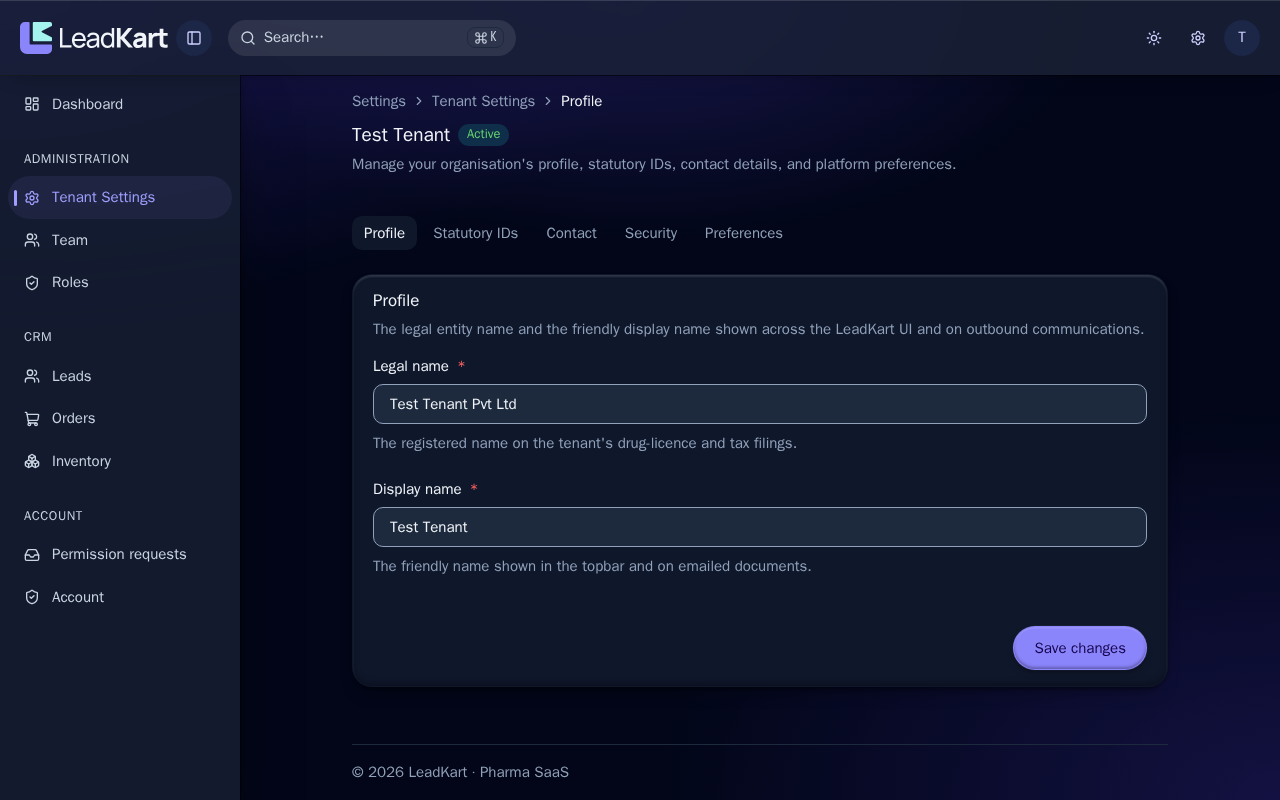 LeadKart
Search···
⌘K
T
Dashboard
ADMINISTRATION
Tenant Settings
Team
Roles
CRM
Leads
Orders
Inventory
ACCOUNT
Permission requests
Account
Settings > Tenant Settings > Profile
Test Tenant Active
Manage your organisation's profile, statutory IDs, contact details, and platform preferences.
Profile Statutory IDs Contact Security Preferences
Profile
The legal entity name and the friendly display name shown across the LeadKart UI and on outbound communications.
Legal name *
Test Tenant Pvt Ltd
The registered name on the tenant's drug-licence and tax filings.
Display name *
Test Tenant
The friendly name shown in the topbar and on emailed documents.
Save changes
© 2026 LeadKart · Pharma SaaS